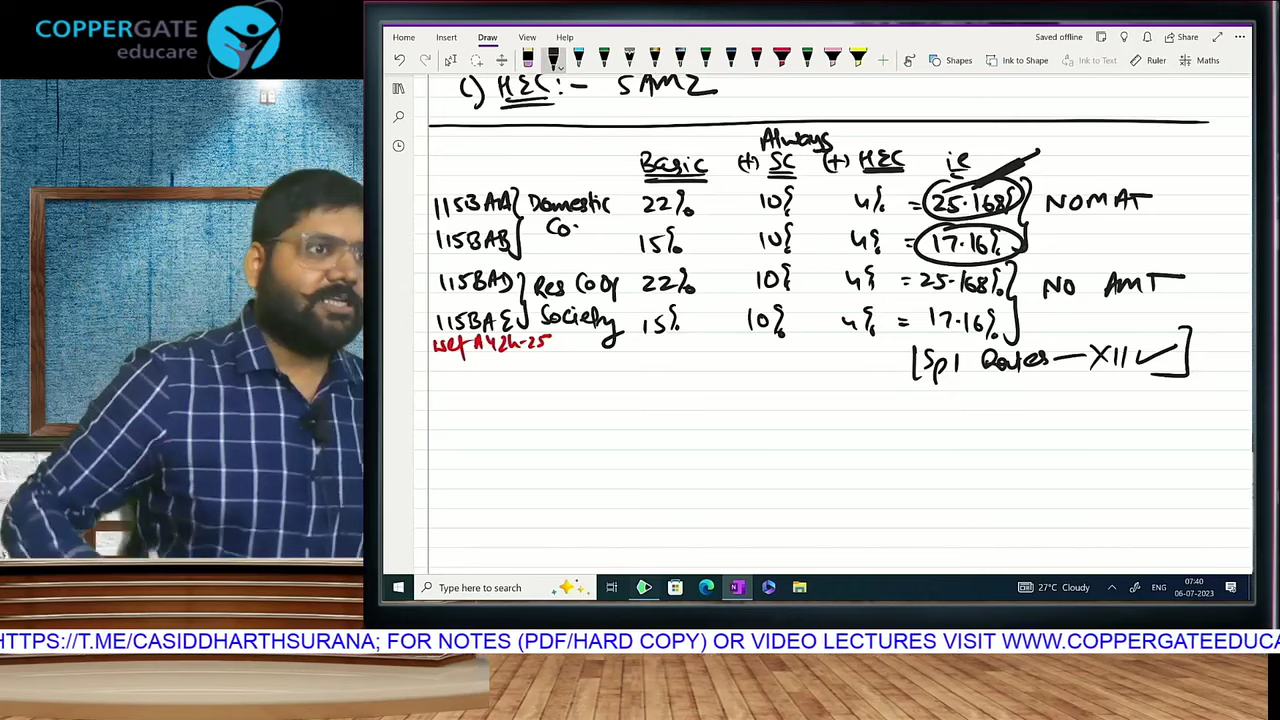 COPPERGATE
educare
Home Insert Draw View Help
Saved offline Share
Shapes Ink to Shape Ink to Text Ruler Maths
C) HEC:- SAME
Always
Basic (+) SC (+) HEC ie
115BAA Domestic 22% 10% 4% = 25.168% NO MAT
115BAB Co. 15% 10% 4% = 17.16%
115BAD Res CoOp 22% 10% 4% = 25.168% NO AMT
115BAE Society 15% 10% 4% = 17.16%
wef AY 24-25
[Spl Rates — XII ✓]
Type here to search
27°C Cloudy ENG 07:40
06-07-2023
HTTPS://T.ME/CASIDDHARTHSURANA; FOR NOTES (PDF/HARD COPY) OR VIDEO LECTURES VISIT WWW.COPPERGATEEDUCA